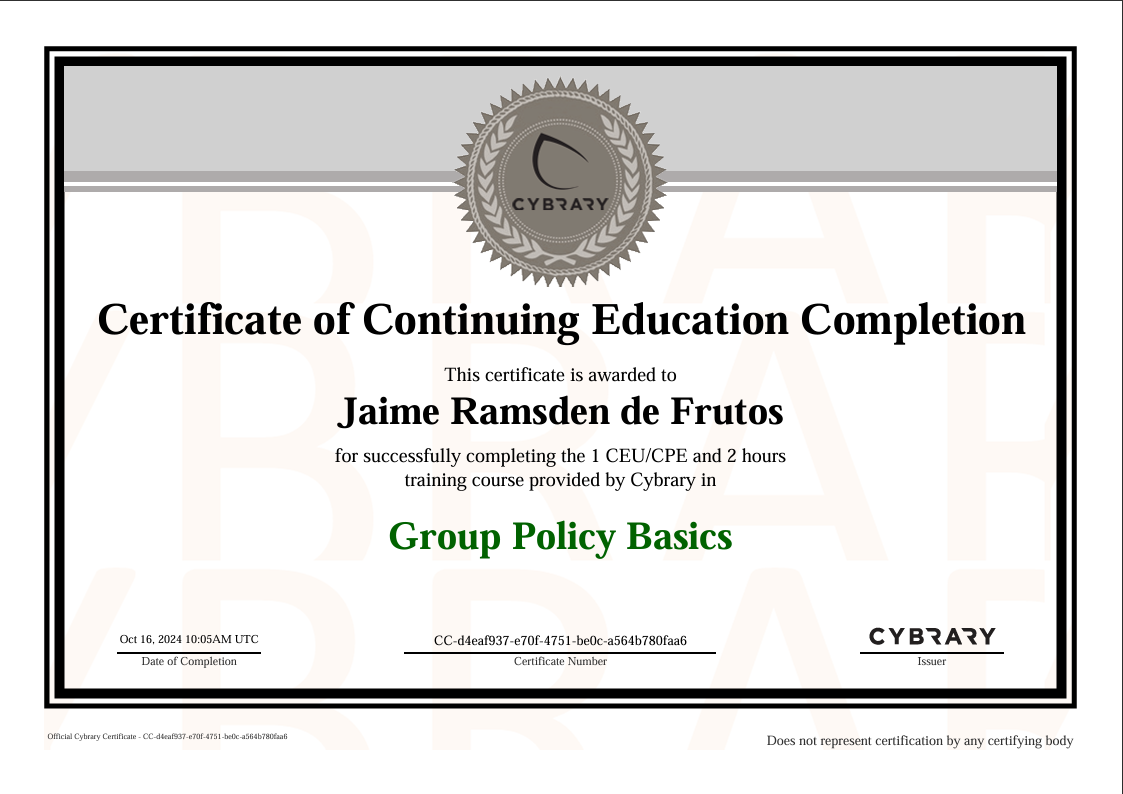 CYBRARY
Certificate of Continuing Education Completion
This certificate is awarded to
Jaime Ramsden de Frutos
for successfully completing the 1 CEU/CPE and 2 hours
training course provided by Cybrary in
Group Policy Basics
Oct 16, 2024 10:05AM UTC
Date of Completion
CC-d4eaf937-e70f-4751-be0c-a564b780faa6
Certificate Number
CYBRARY
Issuer
Official Cybrary Certificate - CC-d4eaf937-e70f-4751-be0c-a564b780faa6
Does not represent certification by any certifying body